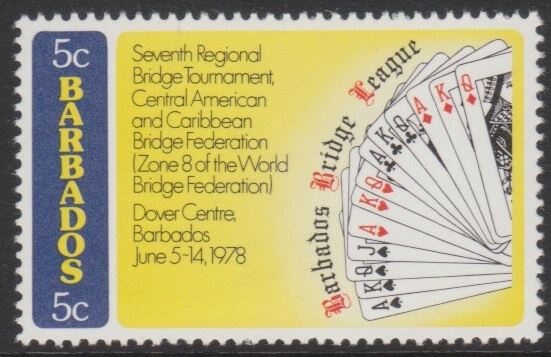 5c
BARBADOS
5c
Seventh Regional
Bridge Tournament,
Central American
and Caribbean
Bridge Federation
(Zone 8 of the World
Bridge Federation)
Dover Centre,
Barbados
June 5-14, 1978
Barbados Bridge League
A K Q J A K Q A K Q A K Q